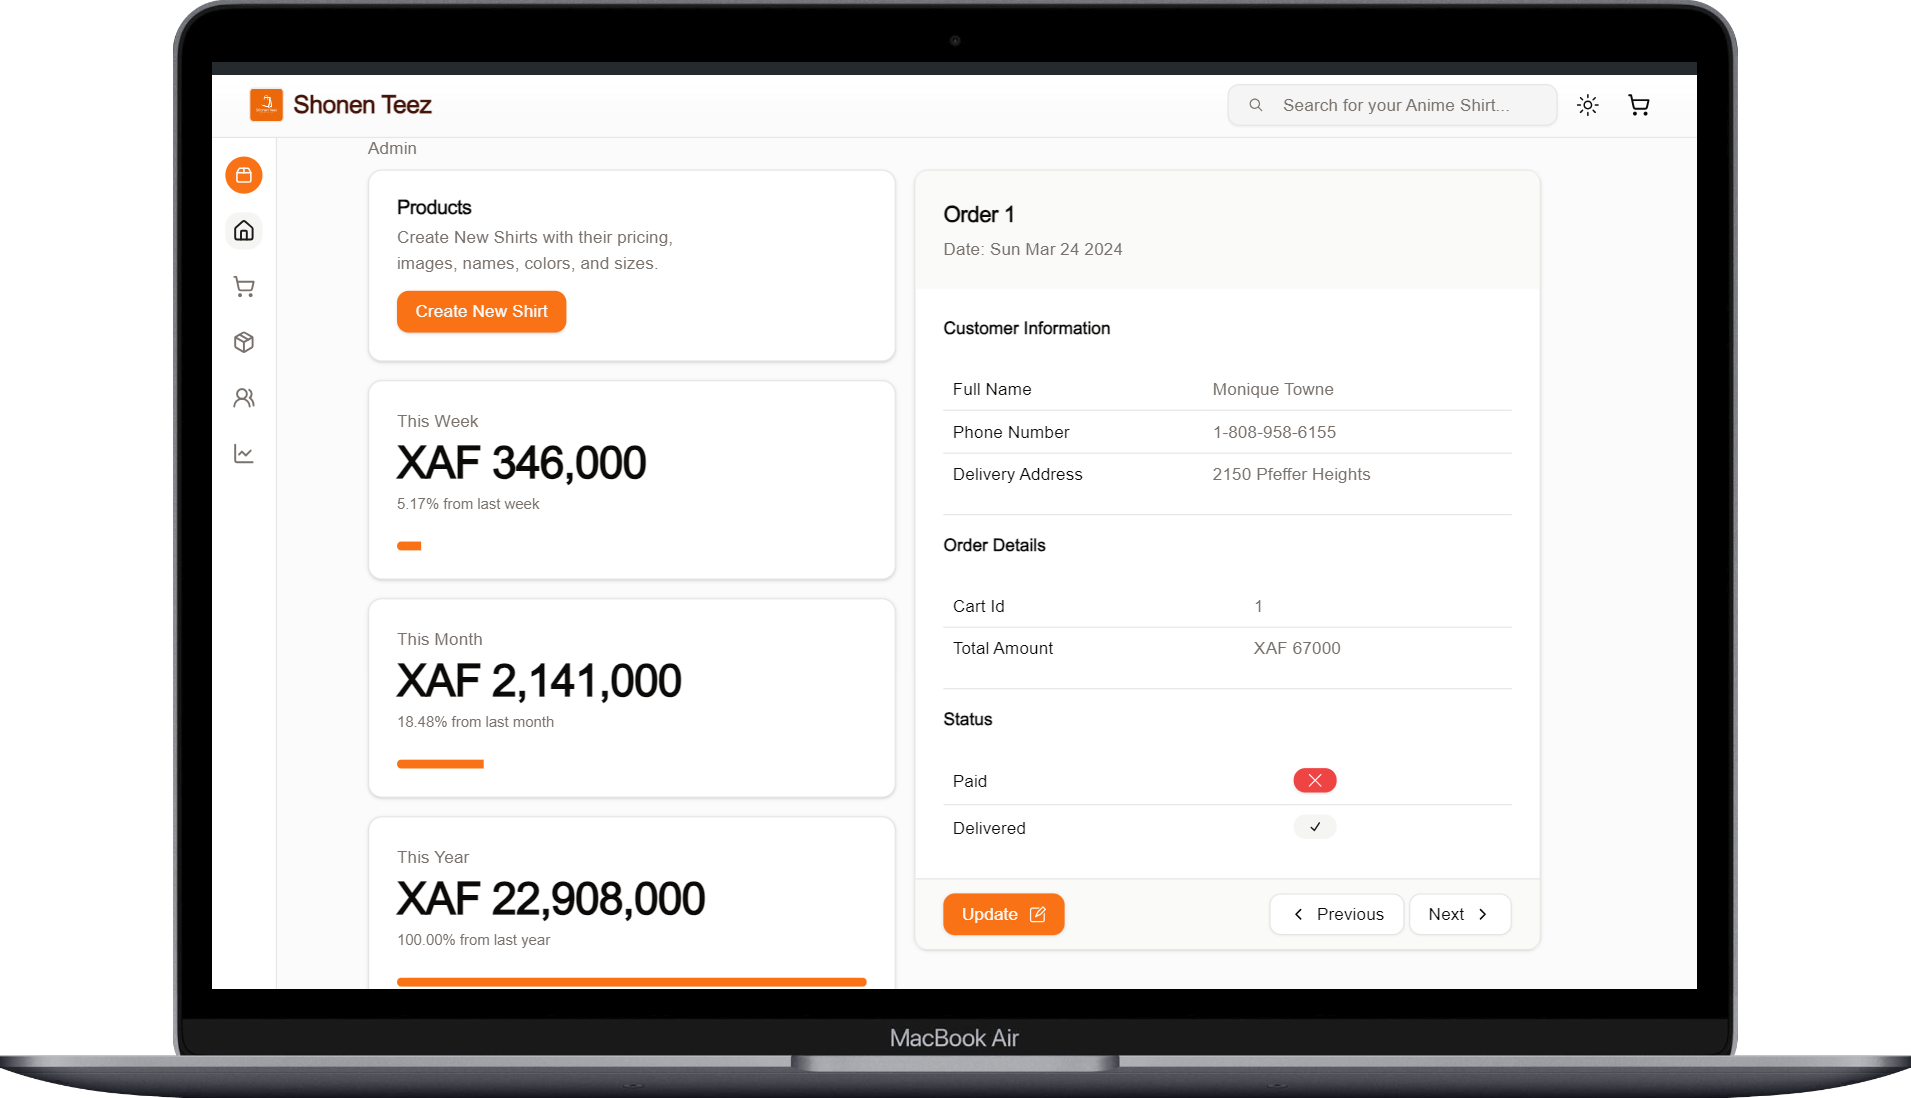 Shonen Teez
Search for your Anime Shirt...
Admin
Products
Create New Shirts with their pricing,
images, names, colors, and sizes.
Create New Shirt
This Week
XAF 346,000
5.17% from last week
This Month
XAF 2,141,000
18.48% from last month
This Year
XAF 22,908,000
100.00% from last year
Order 1
Date: Sun Mar 24 2024
Customer Information
Full Name Monique Towne
Phone Number 1-808-958-6155
Delivery Address 2150 Pfeffer Heights
Order Details
Cart Id 1
Total Amount XAF 67000
Status
Paid
Delivered
Update
Previous
Next
MacBook Air